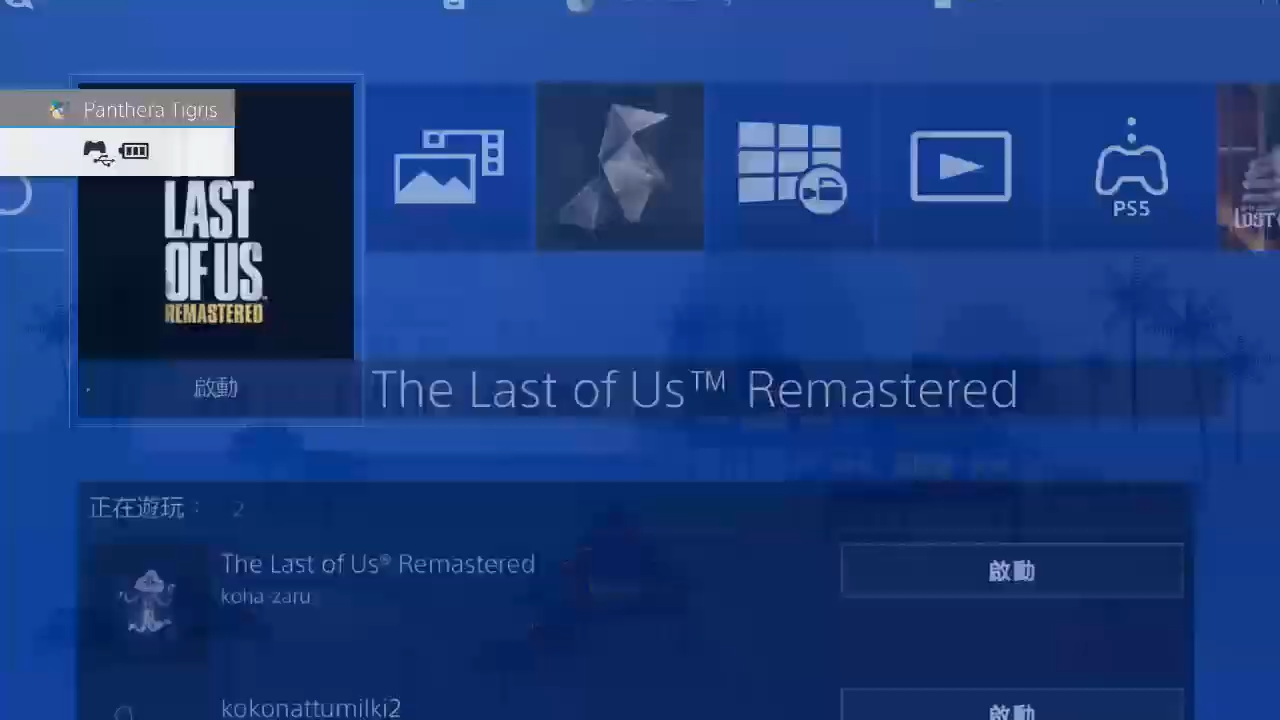 Panthera Tigris
LAST
OF US
REMASTERED
PS5
LOST
啟動
The Last of Us™ Remastered
正在遊玩： 2
The Last of Us® Remastered
koha-zaru
啟動
kokonattumilki2
啟動